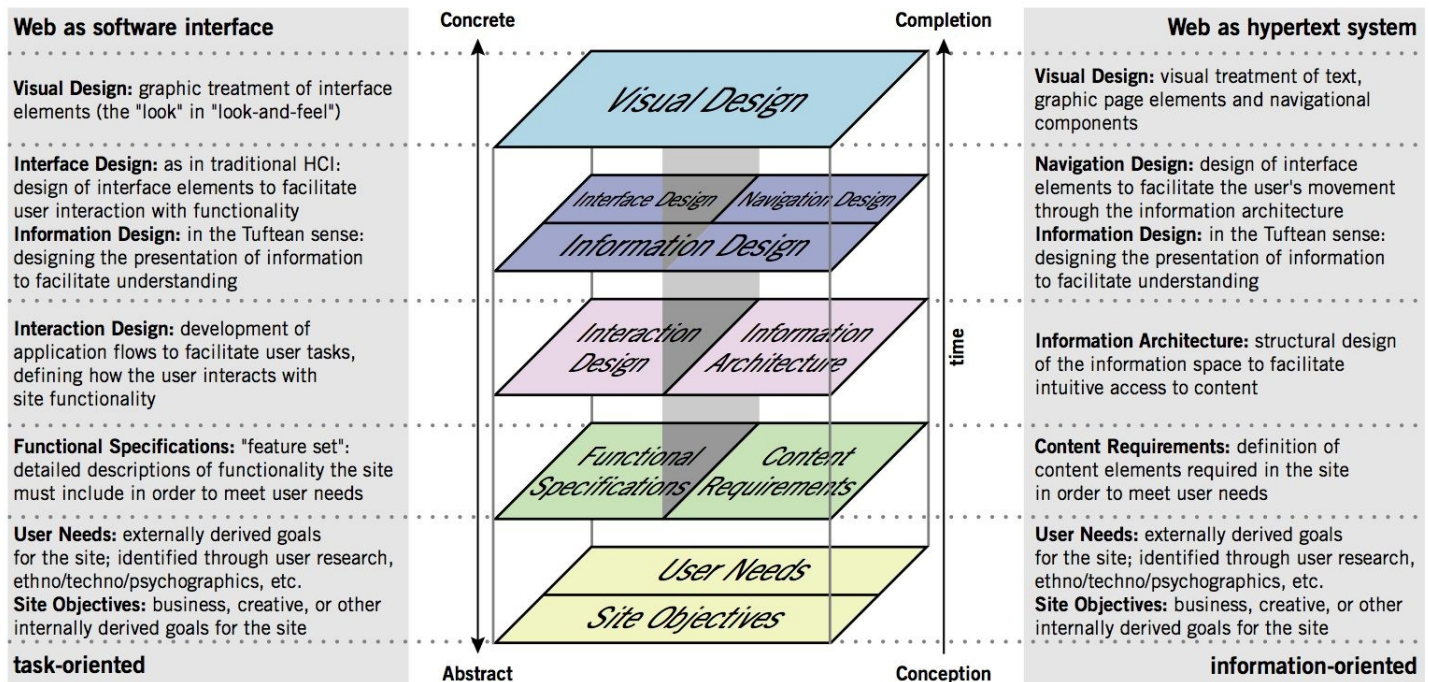 Web as software interface
Visual Design: graphic treatment of interface
elements (the "look" in "look-and-feel")
Interface Design: as in traditional HCI:
design of interface elements to facilitate
user interaction with functionality
Information Design: in the Tuftean sense:
designing the presentation of information
to facilitate understanding
Interaction Design: development of
application flows to facilitate user tasks,
defining how the user interacts with
site functionality
Functional Specifications: "feature set":
detailed descriptions of functionality the site
must include in order to meet user needs
User Needs: externally derived goals
for the site; identified through user research,
ethno/techno/psychographics, etc.
Site Objectives: business, creative, or other
internally derived goals for the site
task-oriented
Concrete
Completion
Visual Design
Interface Design
Navigation Design
Information Design
Interaction
Design
Information
Architecture
Functional
Specifications
Content
Requirements
User Needs
Site Objectives
time
Abstract
Conception
Web as hypertext system
Visual Design: visual treatment of text,
graphic page elements and navigational
components
Navigation Design: design of interface
elements to facilitate the user's movement
through the information architecture
Information Design: in the Tuftean sense:
designing the presentation of information
to facilitate understanding
Information Architecture: structural design
of the information space to facilitate
intuitive access to content
Content Requirements: definition of
content elements required in the site
in order to meet user needs
User Needs: externally derived goals
for the site; identified through user research,
ethno/techno/psychographics, etc.
Site Objectives: business, creative, or other
internally derived goals for the site
information-oriented